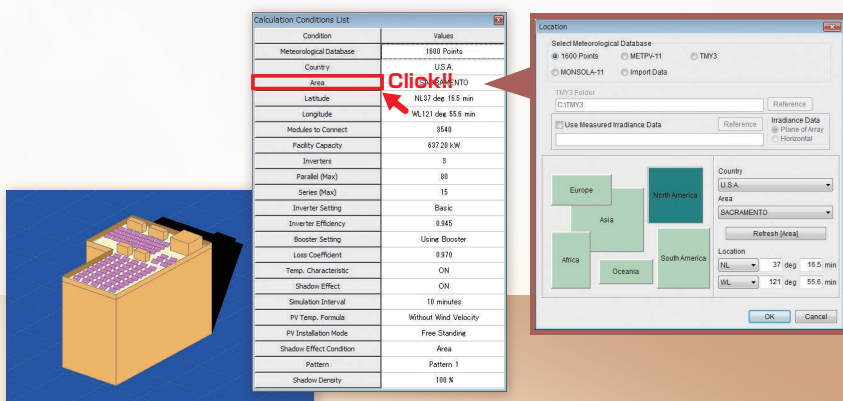 Calculation Conditions List
Condition Values
Meteorological Database 1600 Points
Country U.S.A.
Area SACRAMENTO
Click!!
Latitude NL37 deg 16.5 min
Longitude WL121 deg 55.6 min
Modules to Connect 3540
Facility Capacity 637.20 kW
Inverters 3
Parallel (Max) 80
Series (Max) 15
Inverter Setting Basic
Inverter Efficiency 0.945
Booster Setting Using Booster
Loss Coefficient 0.970
Temp. Characteristic ON
Shadow Effect ON
Simulation Interval 10 minutes
PV Temp. Formula Without Wind Velocity
PV Installation Mode Free Standing
Shadow Effect Condition Area
Pattern Pattern 1
Shadow Density 100 %
Location
Select Meteorological Database
1600 Points METPV-11 TMY3
MONSOLA-11 Import Data
TMY3 Folder
C:\TMY3 Reference
Use Measured Irradiance Data Reference
Irradiance Data
Plane of Array
Horizontal
Europe
Asia
North America
Africa
Oceania
South America
Country
U.S.A.
Area
SACRAMENTO
Refresh [Area]
Location
NL 37 deg 16.5 min
WL 121 deg 55.6 min
OK Cancel